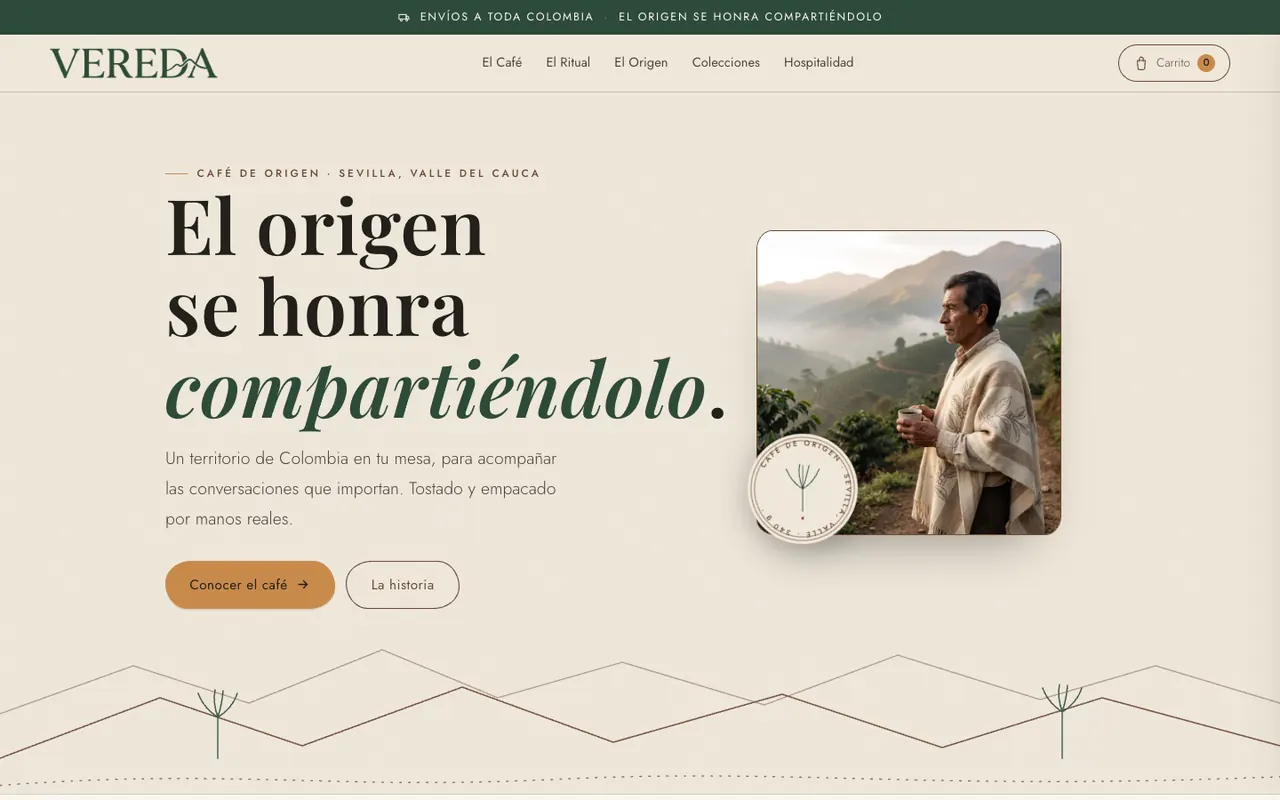 ENVÍOS A TODA COLOMBIA · EL ORIGEN SE HONRA COMPARTIÉNDOLO
VEREDA
El Café
El Ritual
El Origen
Colecciones
Hospitalidad
Carrito 0
CAFÉ DE ORIGEN · SEVILLA, VALLE DEL CAUCA
El origen
se honra
compartiéndolo.
Un territorio de Colombia en tu mesa, para acompañar
las conversaciones que importan. Tostado y empacado
por manos reales.
CAFÉ DE ORIGEN · SEVILLA, VALLE · 340 g ·
Conocer el café →
La historia